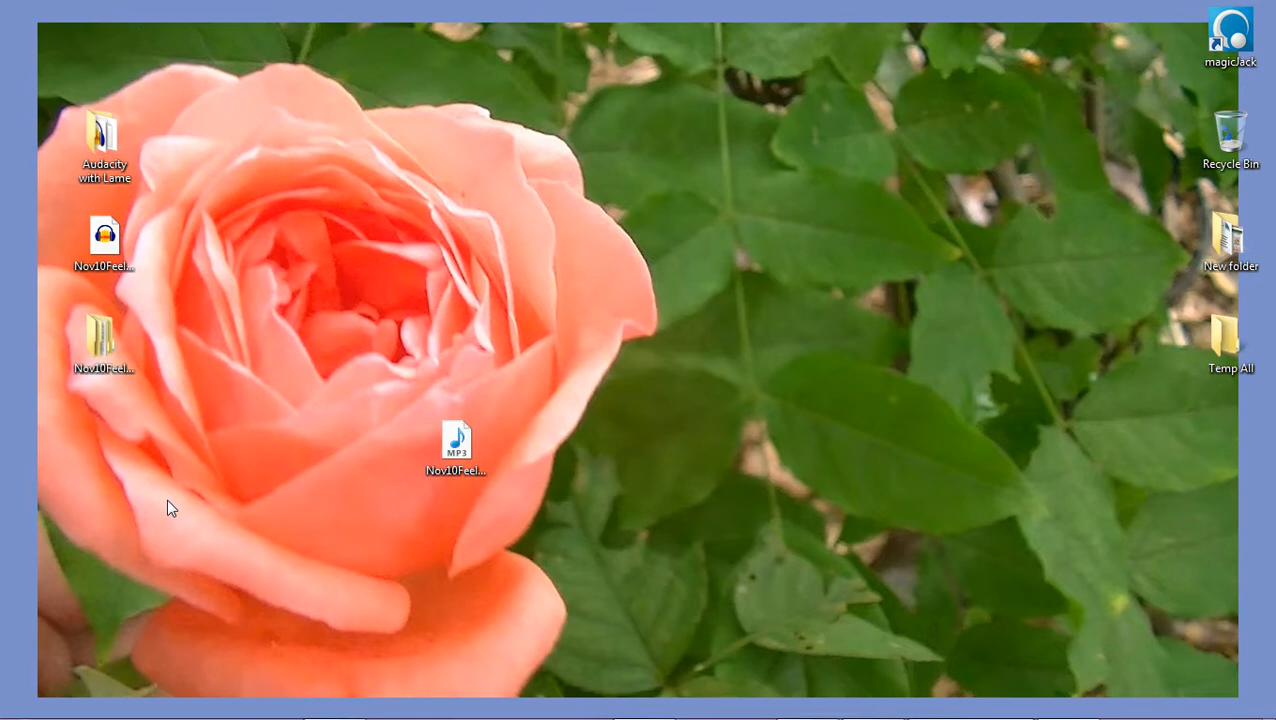 magicJack
Audacity
with Lame
Recycle Bin
Nov10Feel...
New folder
Nov10Feel...
Temp All
MP3
Nov10Feel...